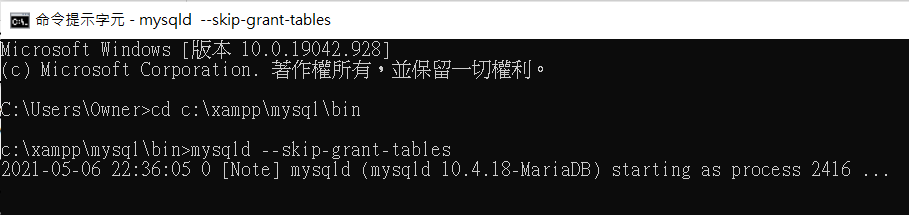 命令提示字元 - mysqld  --skip-grant-tables
Microsoft Windows [版本 10.0.19042.928]
(c) Microsoft Corporation. 著作權所有，並保留一切權利。
C:\Users\Owner>cd c:\xampp\mysql\bin
c:\xampp\mysql\bin>mysqld --skip-grant-tables
2021-05-06 22:36:05 0 [Note] mysqld (mysqld 10.4.18-MariaDB) starting as process 2416 ...